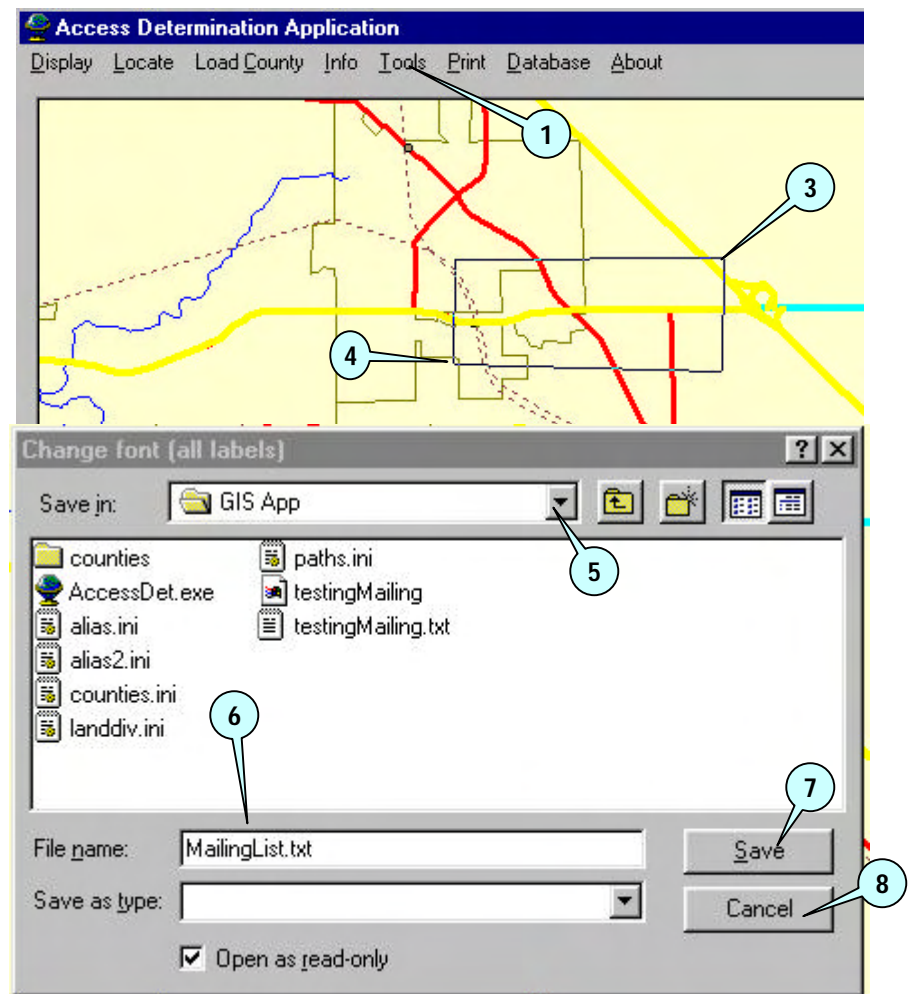 Access Determination Application
Display Locate Load County Info Tools Print Database About
1
3
4
Change font (all labels)
? X
Save in: GIS App
5
counties paths.ini
AccessDet.exe testingMailing
alias.ini testingMailing.txt
alias2.ini
counties.ini
landdiv.ini
6
7
File name: MailingList.txt Save
8
Save as type: Cancel
Open as read-only